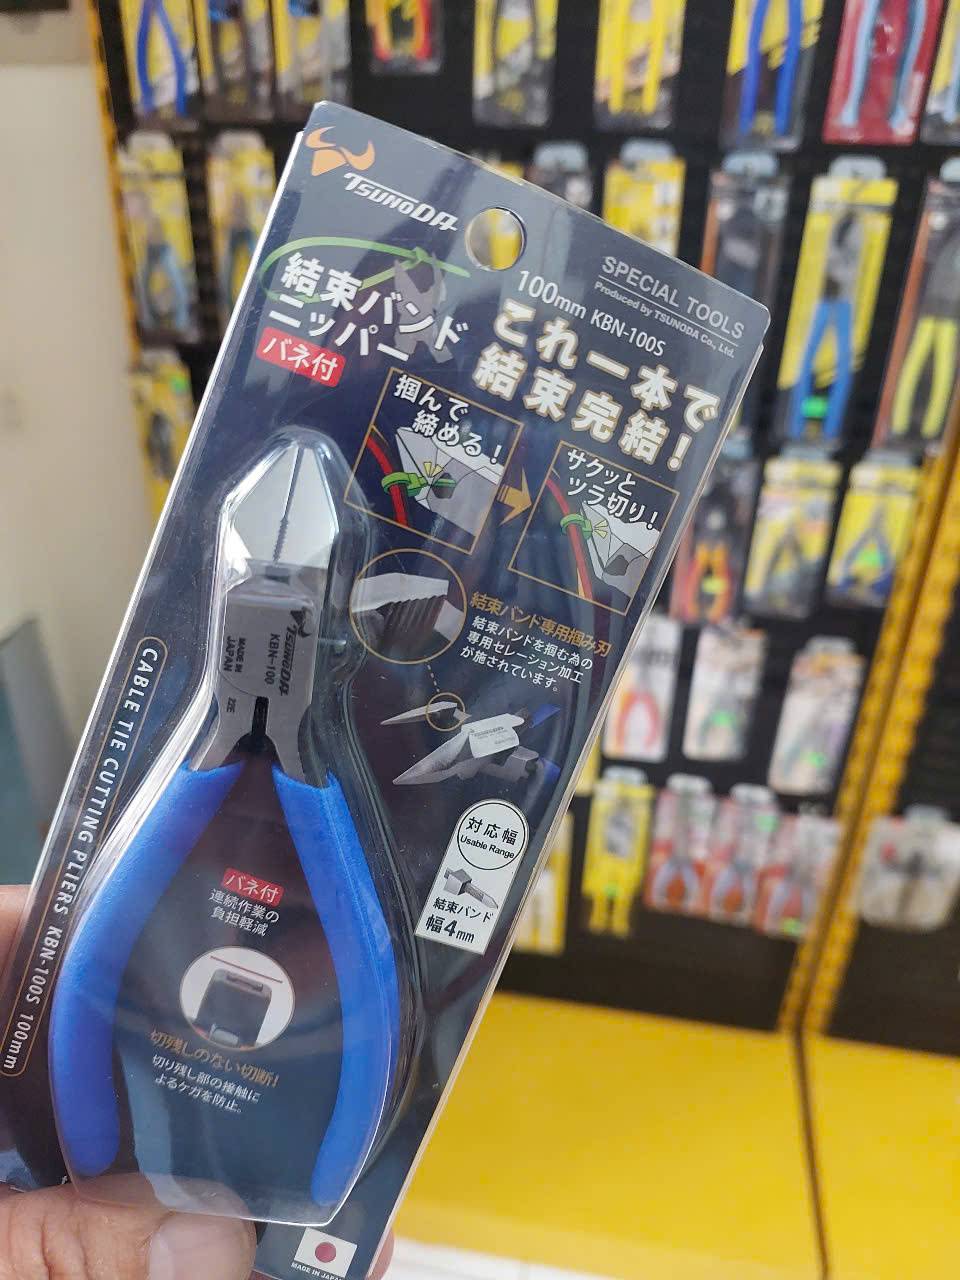 TSUNODA
SPECIAL TOOLS
Produced by TSUNODA Co., Ltd.
100mm KBN-100S
結束バンド
ニッパー
バネ付
これ一本で
結束完結!
掴んで
締める!
サクッと
ツラ切り!
結束バンド専用掴み刃
結束バンドを掴む為の
専用セレーション加工
が施されています。
TSUNODA
KBN-100
MADE IN
JAPAN
22E
対応幅
Usable Range
結束バンド
幅4mm
バネ付
連続作業の
負担軽減
切残しのない切断!
切り残し部の接触に
よるケガを防止。
CABLE TIE CUTTING PLIERS KBN-100S 100mm
MADE IN JAPAN